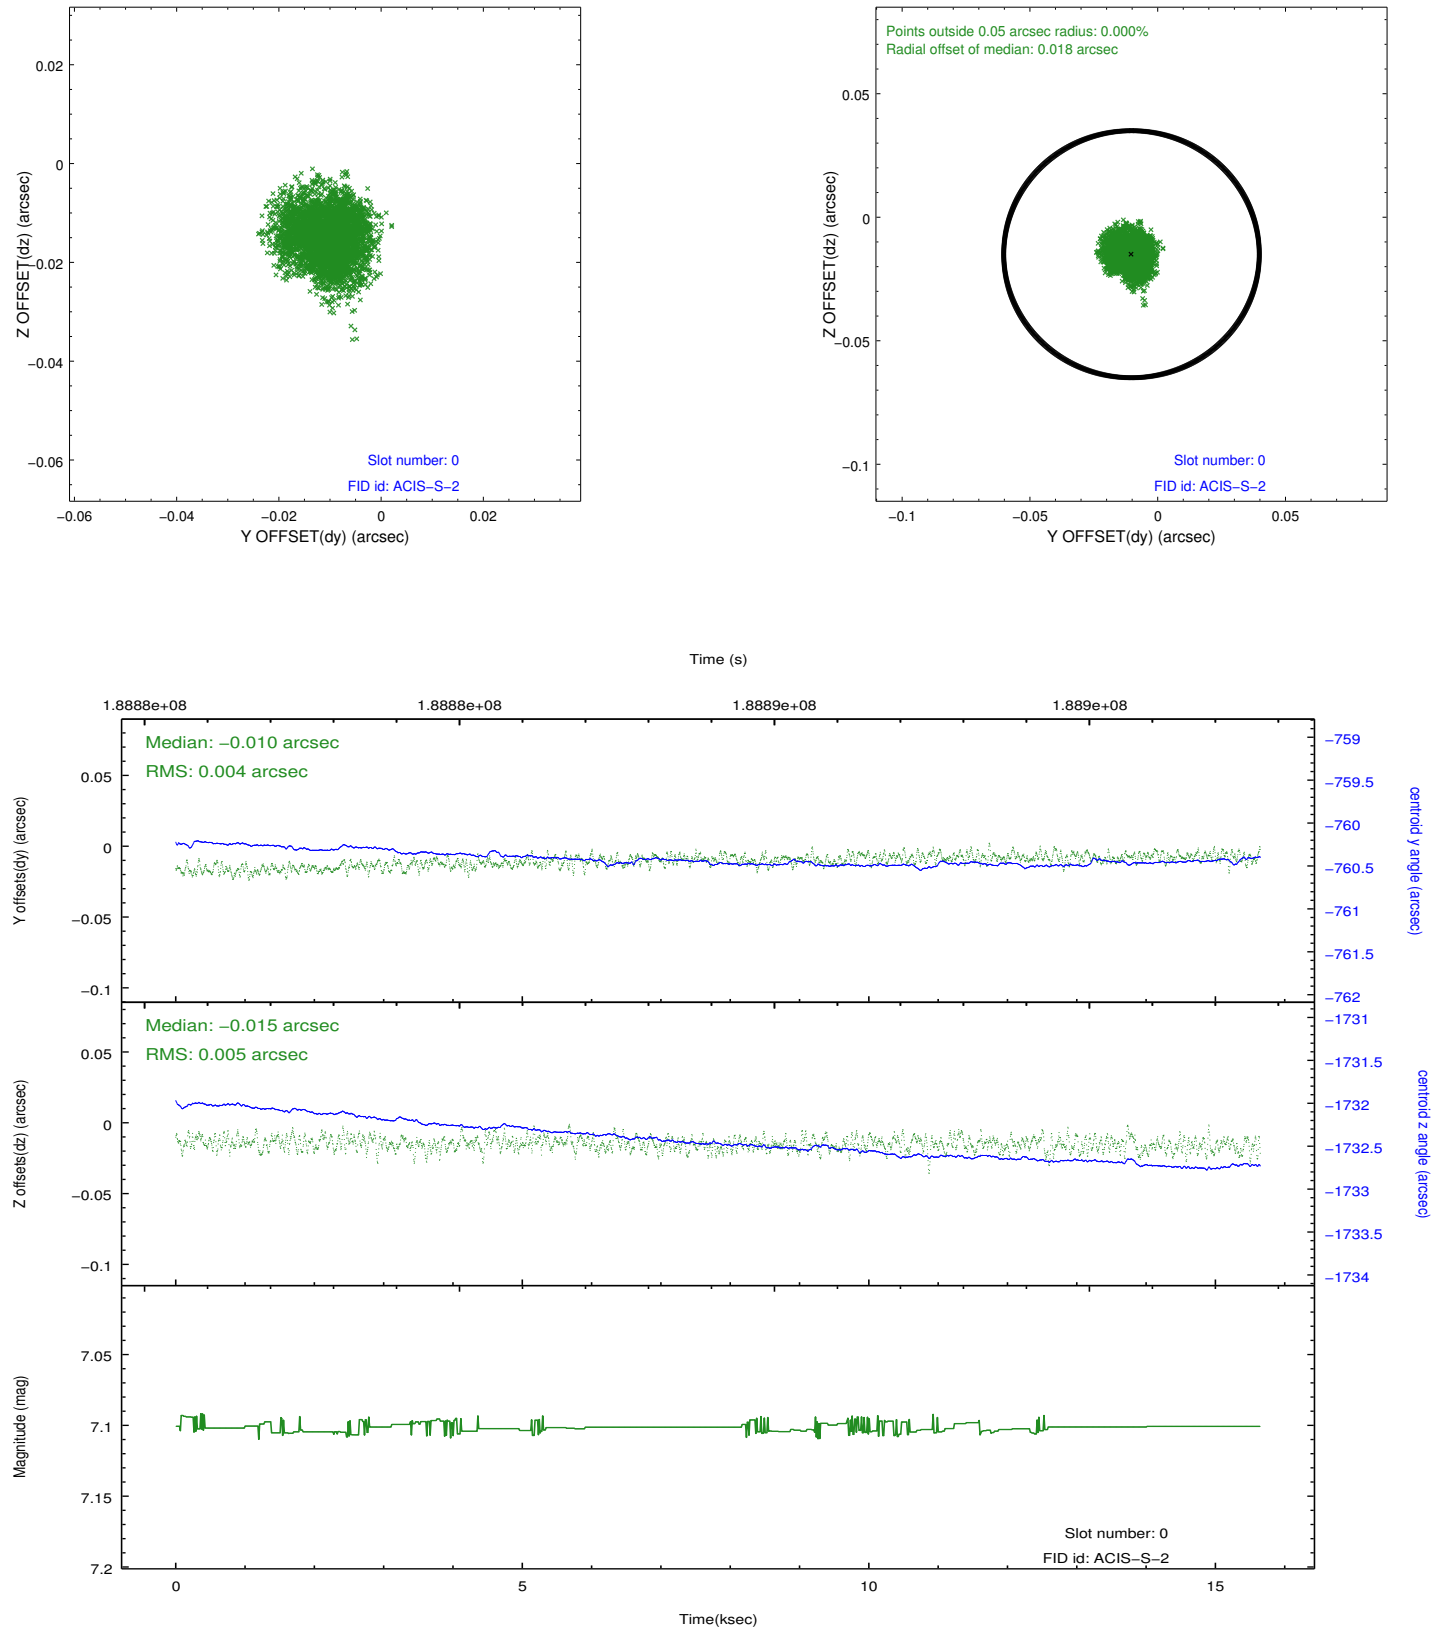 0.02
0
−0.02
−0.04
−0.06
Z OFFSET(dz) (arcsec)
Slot number: 0
FID id: ACIS−S−2
−0.06 −0.04 −0.02 0 0.02
Y OFFSET(dy) (arcsec)
Points outside 0.05 arcsec radius: 0.000%
Radial offset of median: 0.018 arcsec
0.05
0
−0.05
−0.1
Z OFFSET(dz) (arcsec)
Slot number: 0
FID id: ACIS−S−2
−0.1 −0.05 0 0.05
Y OFFSET(dy) (arcsec)
Time (s)
1.8888e+08 1.8888e+08 1.8889e+08 1.889e+08
Median: −0.010 arcsec
RMS: 0.004 arcsec
0.05
0
−0.05
−0.1
Y offsets(dy) (arcsec)
−759
−759.5
−760
−760.5
−761
−761.5
−762
centroid y angle (arcsec)
Median: −0.015 arcsec
RMS: 0.005 arcsec
0.05
0
−0.05
−0.1
Z offsets(dz) (arcsec)
−1731
−1731.5
−1732
−1732.5
−1733
−1733.5
−1734
centroid z angle (arcsec)
7.05
7.1
7.15
7.2
Magnitude (mag)
Slot number: 0
FID id: ACIS−S−2
0 5 10 15
Time(ksec)